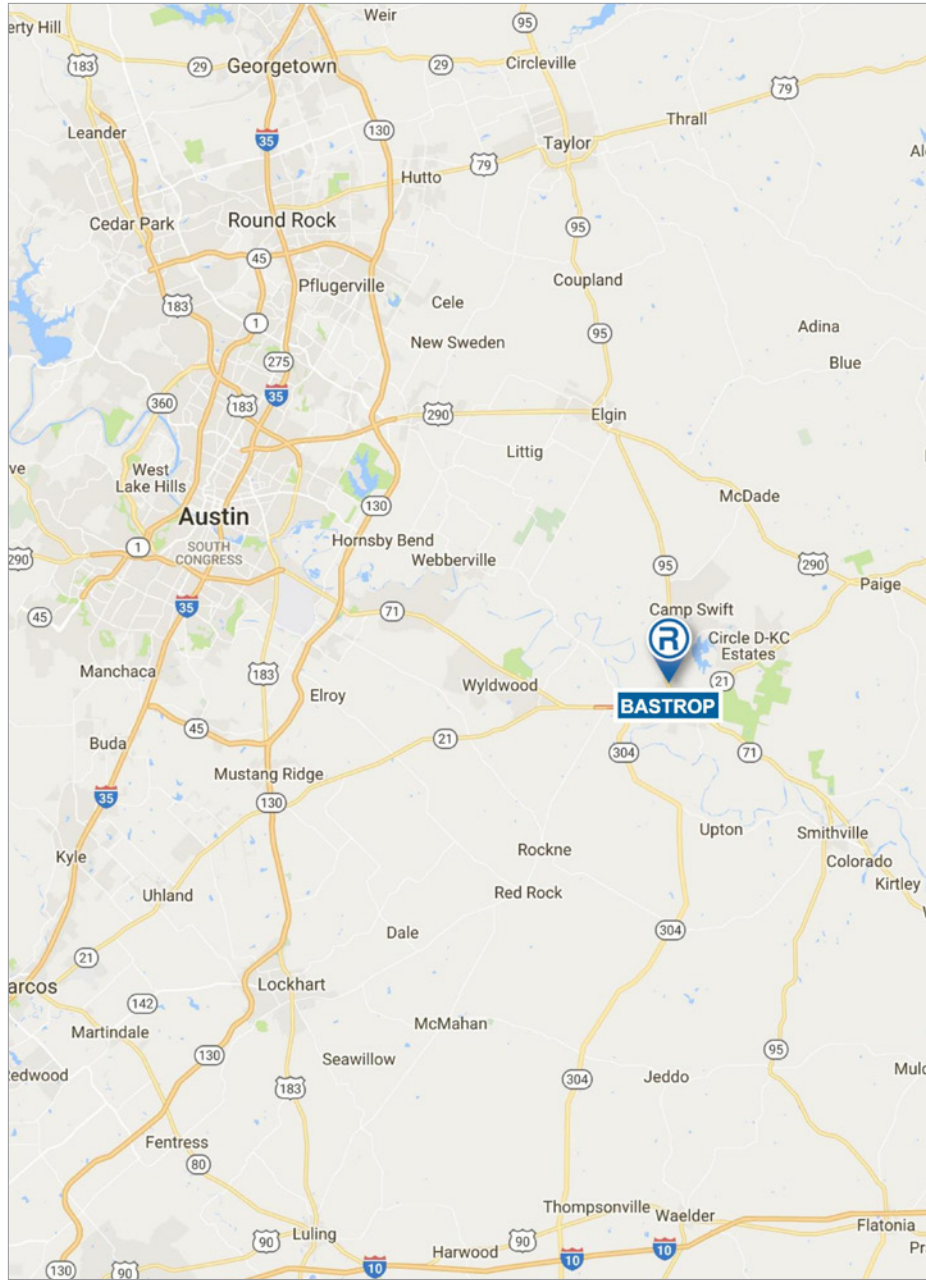 Weir
erty Hill
95
183
29
Georgetown
29
Circleville
79
Thrall
Leander
35
130
Taylor
79
Hutto
Al
Cedar Park
Round Rock
95
45
Pflugerville
Coupland
183
Cele
1
95
Adina
New Sweden
Blue
275
35
360
183
290
Elgin
Littig
ve
West
Lake Hills
McDade
130
Austin
Hornsby Bend
1
SOUTH
CONGRESS
290
Webberville
95
290
Paige
45
35
71
Camp Swift
R
Circle D-KC
Estates
Manchaca
183
Wyldwood
21
Elroy
BASTROP
45
21
304
71
Buda
Mustang Ridge
35
130
Upton
Smithville
Kyle
Rockne
Colorado
Kirtley
Uhland
Red Rock
Dale
304
21
arcos
Lockhart
142
McMahan
Martindale
130
Seawillow
95
Redwood
304
Jeddo
Mulc
183
Fentress
80
Thompsonville
Waelder
Flatonia
Luling
90
90
Harwood
10
Pr
130
90
10
10